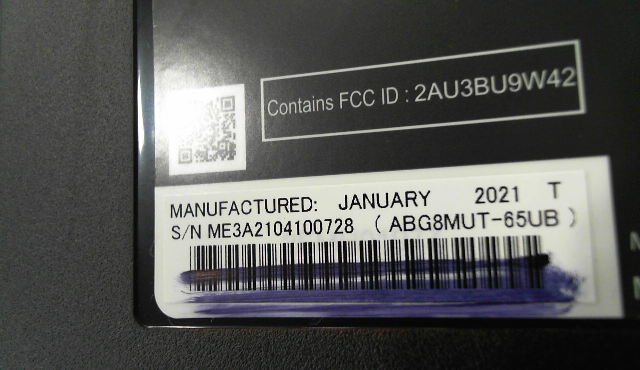 Contains FCC ID : 2AU3BU9W42
MANUFACTURED: JANUARY 2021 T
S/N ME3A2104100728 ( ABG8MUT-65UB )